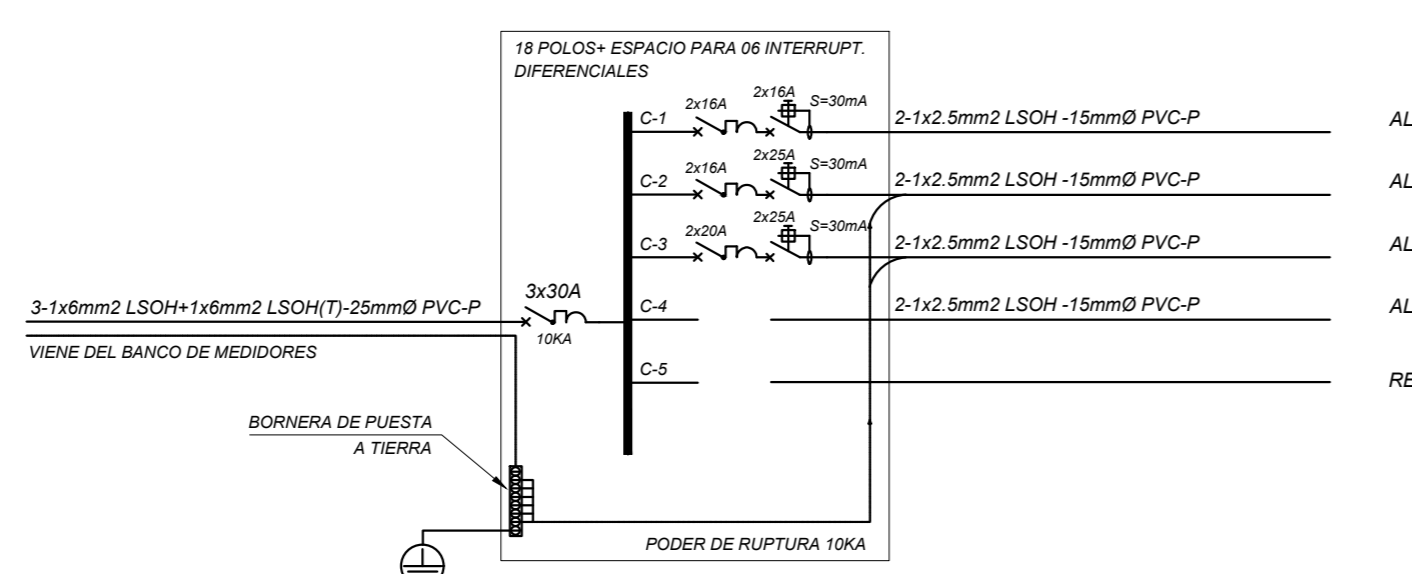 18 POLOS+ ESPACIO PARA 06 INTERRUPT.
DIFERENCIALES
C-1 2x16A 2x16A S=30mA 2-1x2.5mm2 LSOH -15mmØ PVC-P AL
C-2 2x16A 2x25A S=30mA 2-1x2.5mm2 LSOH -15mmØ PVC-P AL
C-3 2x20A 2x25A S=30mA 2-1x2.5mm2 LSOH -15mmØ PVC-P AL
3-1x6mm2 LSOH+1x6mm2 LSOH(T)-25mmØ PVC-P 3x30A C-4 2-1x2.5mm2 LSOH -15mmØ PVC-P AL
10KA
VIENE DEL BANCO DE MEDIDORES
C-5 RE
BORNERA DE PUESTA
A TIERRA
PODER DE RUPTURA 10KA